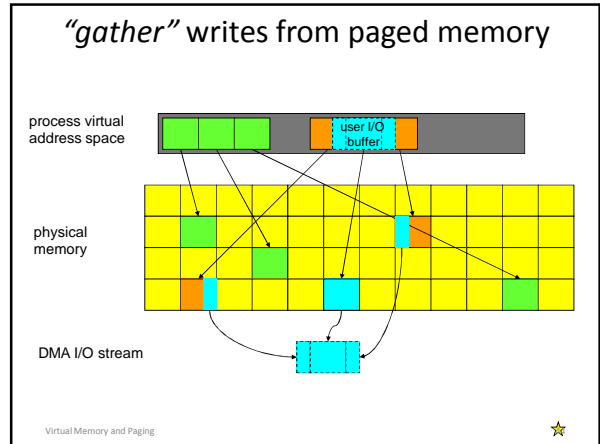 “gather” writes from paged memory
process virtual
address space
user I/O
buffer
physical
memory
DMA I/O stream
Virtual Memory and Paging